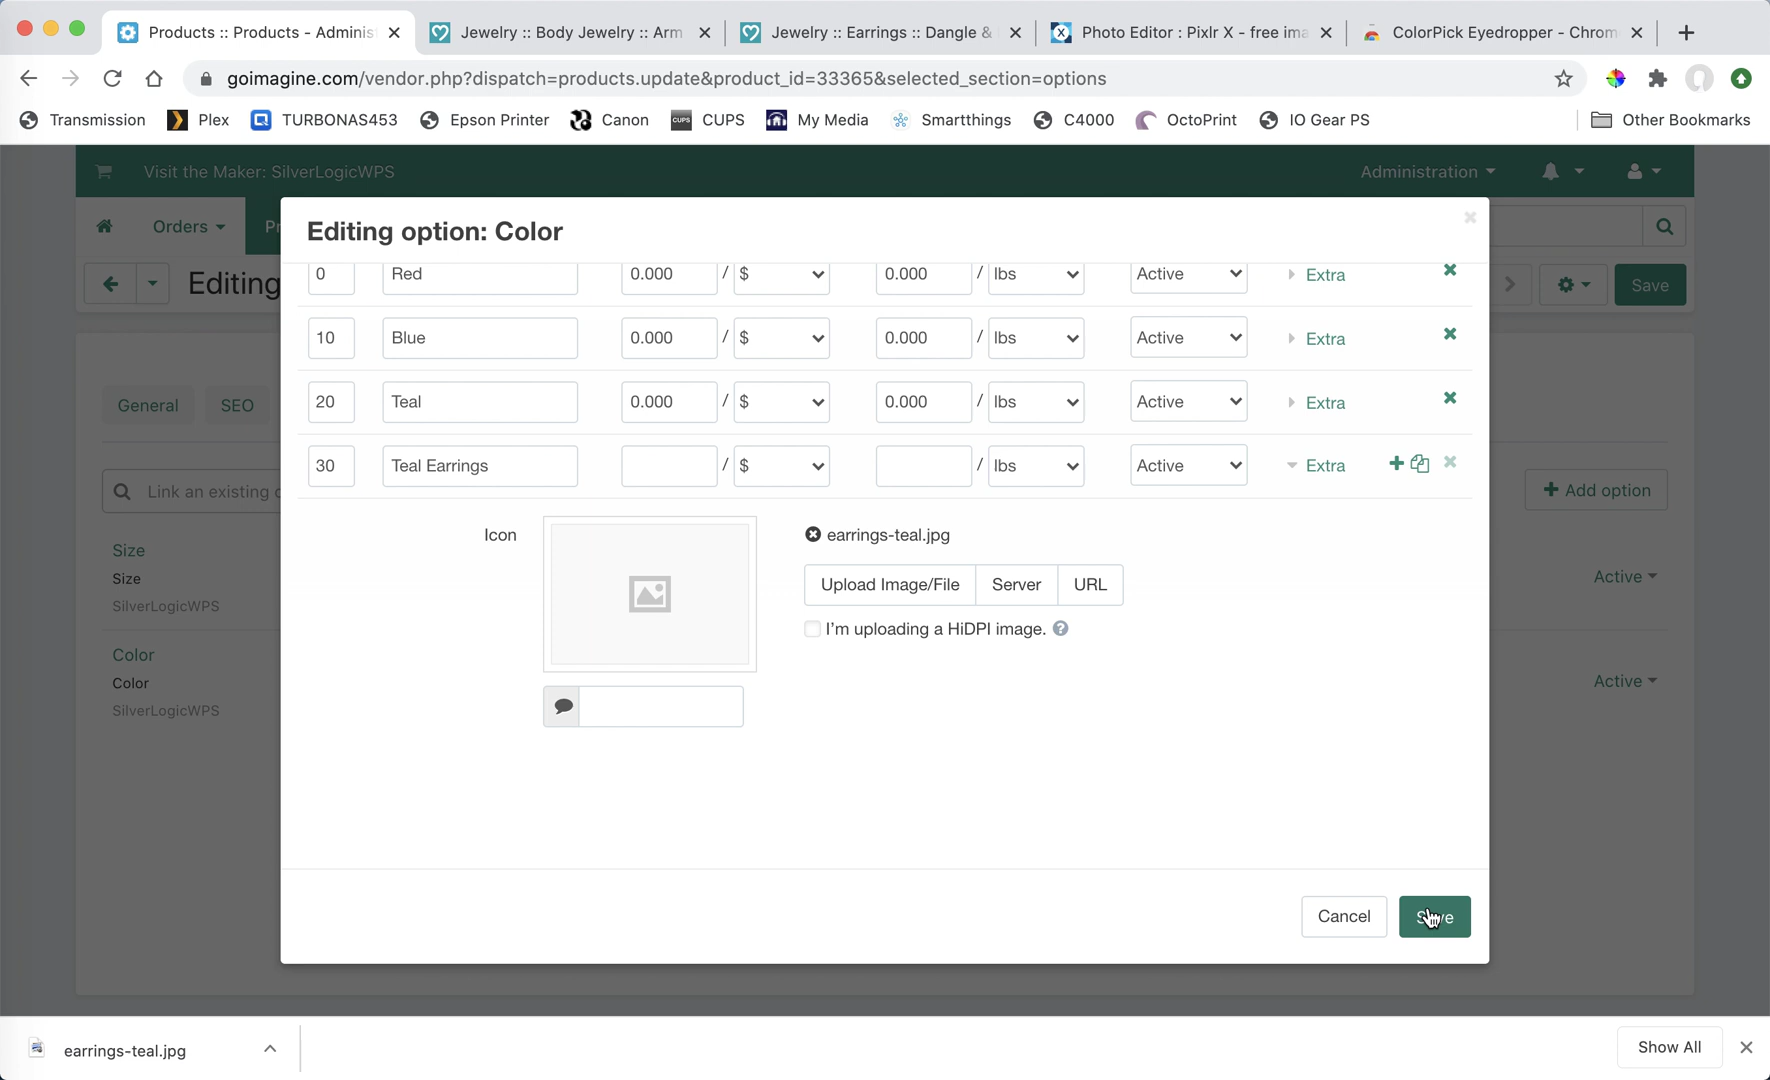 Products :: Products - Adminis
Jewelry :: Body Jewelry :: Arm
Jewelry :: Earrings :: Dangle &
Photo Editor : Pixlr X - free ima
ColorPick Eyedropper - Chrom
goimagine.com/vendor.php?dispatch=products.update&product_id=33365&selected_section=options
Transmission
Plex
TURBONAS453
Epson Printer
Canon
CUPS
CUPS
My Media
Smartthings
C4000
OctoPrint
IO Gear PS
Other Bookmarks
Visit the Maker: SilverLogicWPS
Administration
Orders
Pr
Editing
Save
Editing option: Color
0 Red 0.000 / $ 0.000 / lbs Active Extra
10 Blue 0.000 / $ 0.000 / lbs Active Extra
20 Teal 0.000 / $ 0.000 / lbs Active Extra
30 Teal Earrings / $ / lbs Active Extra
General
SEO
Link an existing o
Add option
Size
Size
SilverLogicWPS
Active
Color
Color
SilverLogicWPS
Active
Icon
earrings-teal.jpg
Upload Image/File
Server
URL
I'm uploading a HiDPI image.
?
Cancel
earrings-teal.jpg
Show All